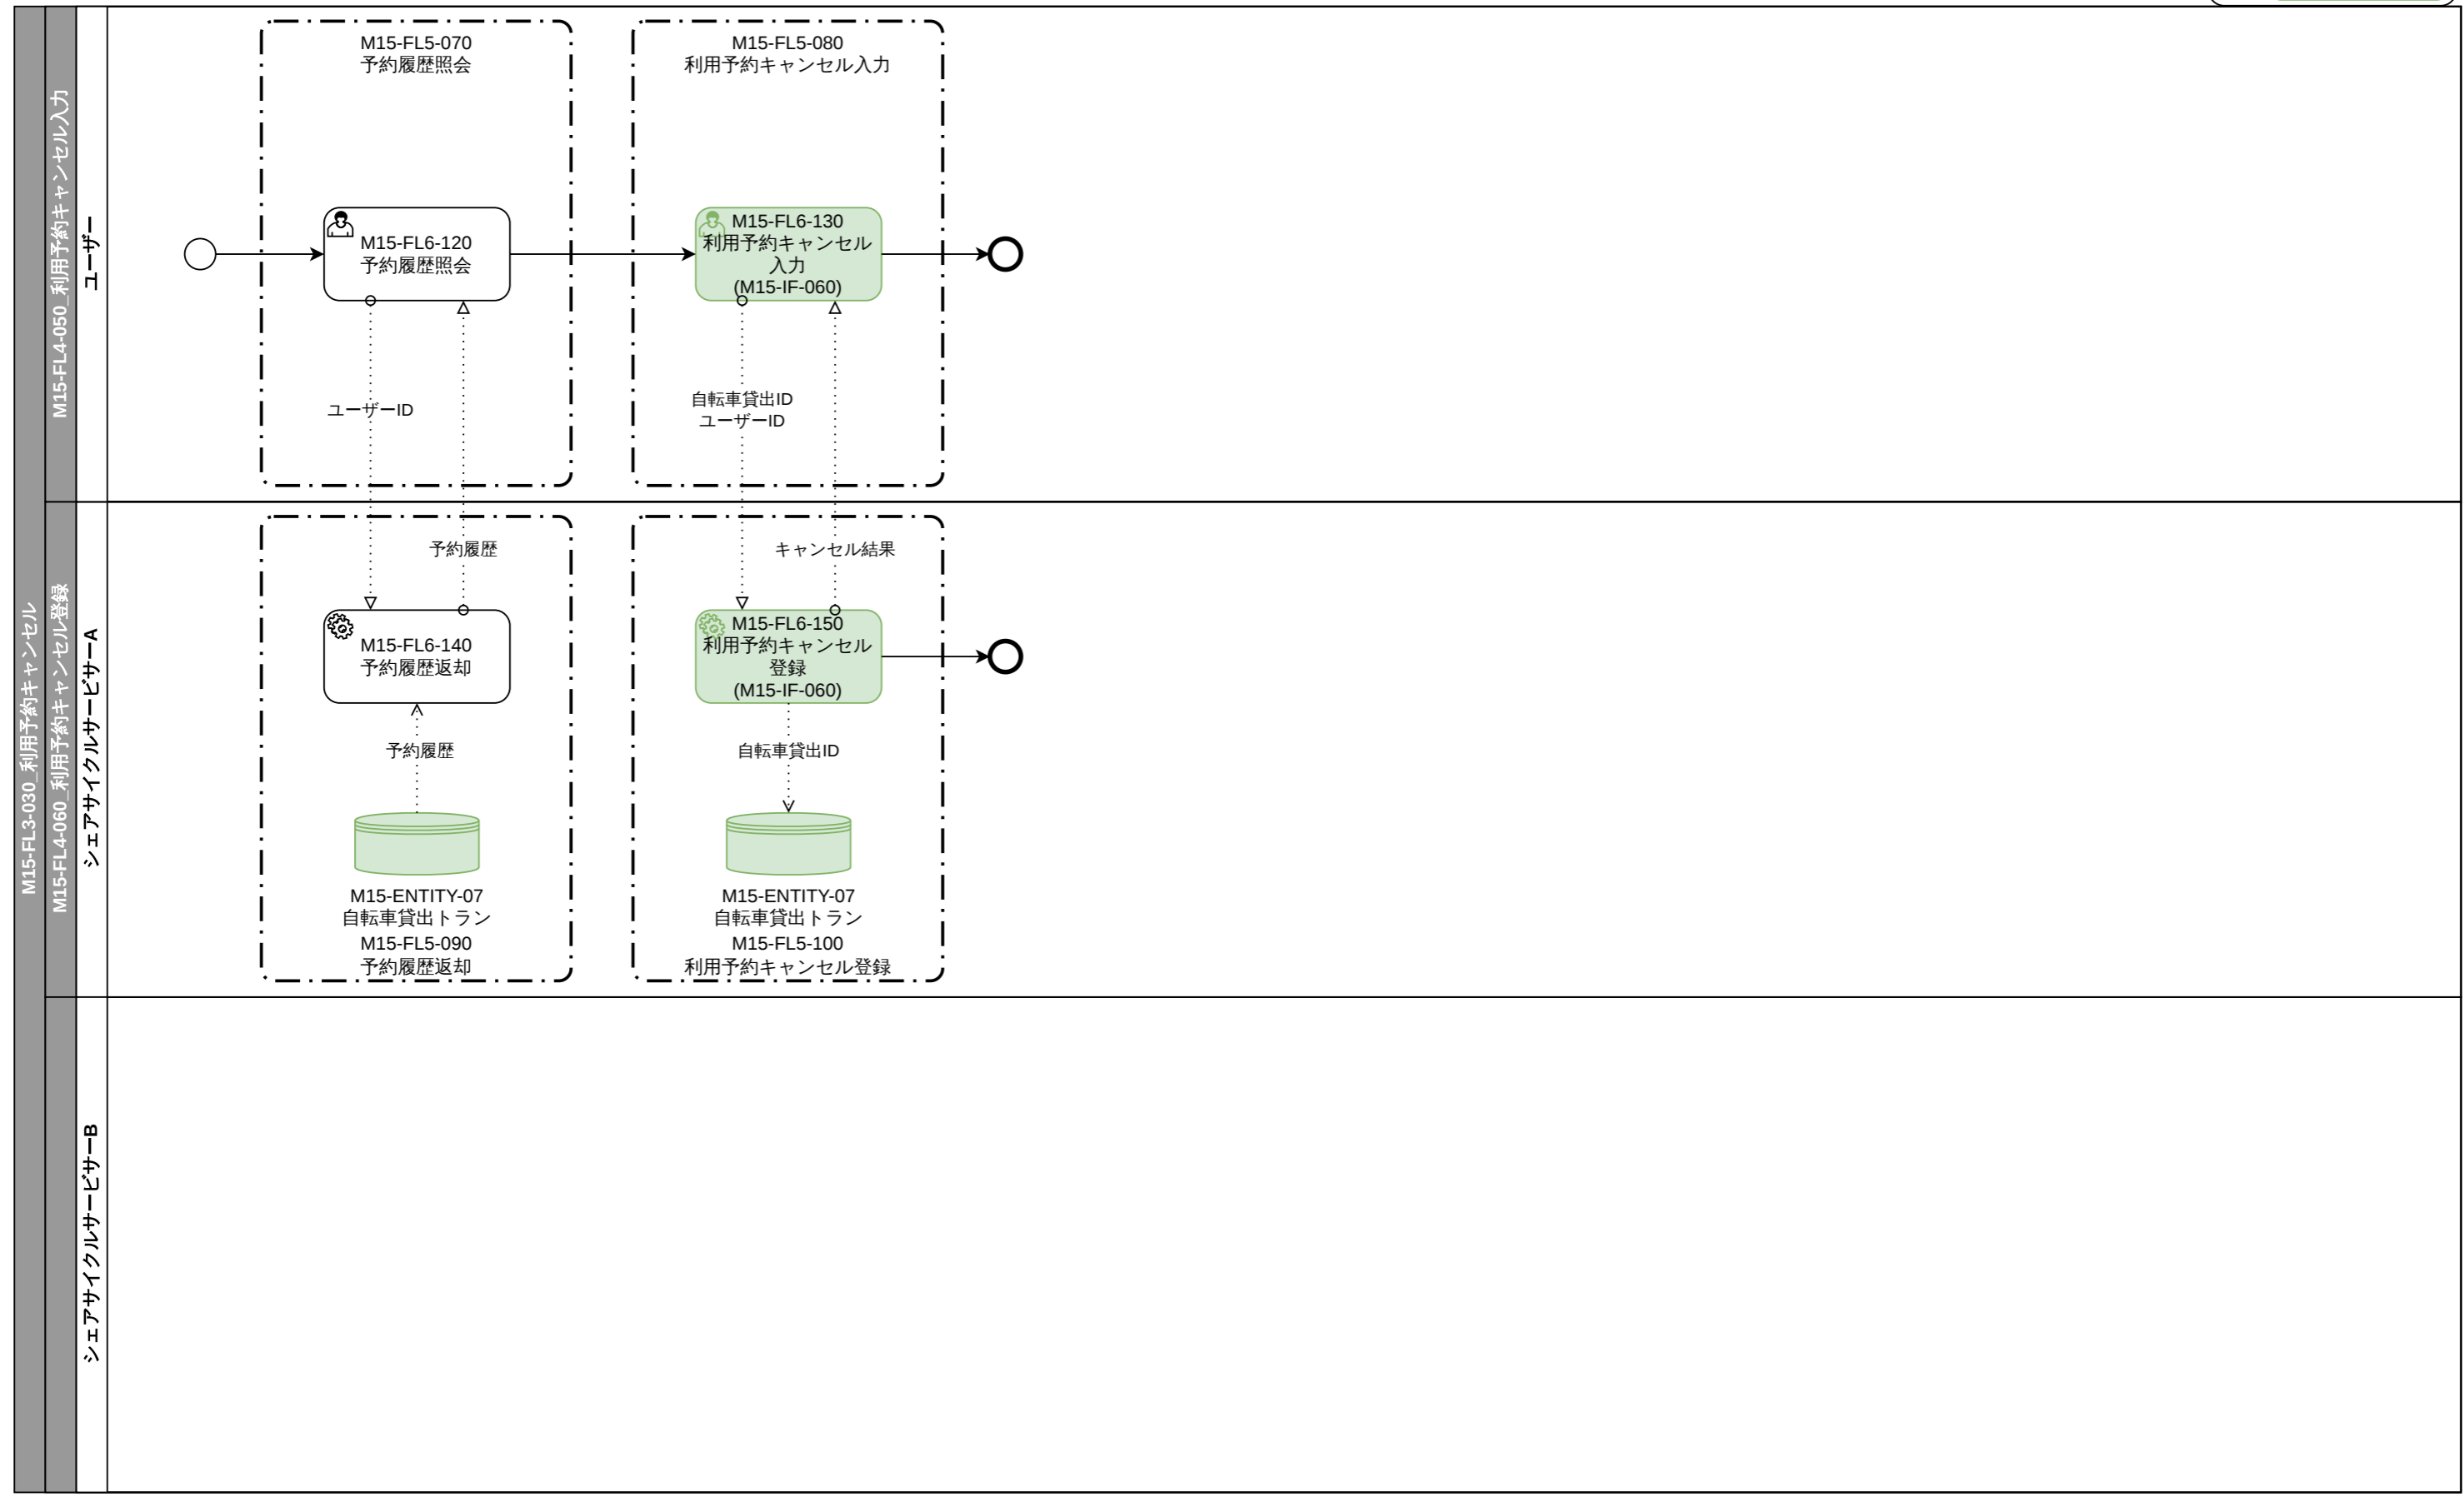 M15-FL3-030_利用予約キャンセル
M15-FL4-050_利用予約キャンセル入力
ユーザー
M15-FL5-070
予約履歴照会
M15-FL5-080
利用予約キャンセル入力
M15-FL6-120
予約履歴照会
M15-FL6-130
利用予約キャンセル
入力
(M15-IF-060)
ユーザーID
自転車貸出ID
ユーザーID
M15-FL4-060_利用予約キャンセル登録
シェアサイクルサービサーA
予約履歴
キャンセル結果
M15-FL6-140
予約履歴返却
M15-FL6-150
利用予約キャンセル
登録
(M15-IF-060)
予約履歴
自転車貸出ID
M15-ENTITY-07
自転車貸出トラン
M15-FL5-090
予約履歴返却
M15-ENTITY-07
自転車貸出トラン
M15-FL5-100
利用予約キャンセル登録
シェアサイクルサービサーB